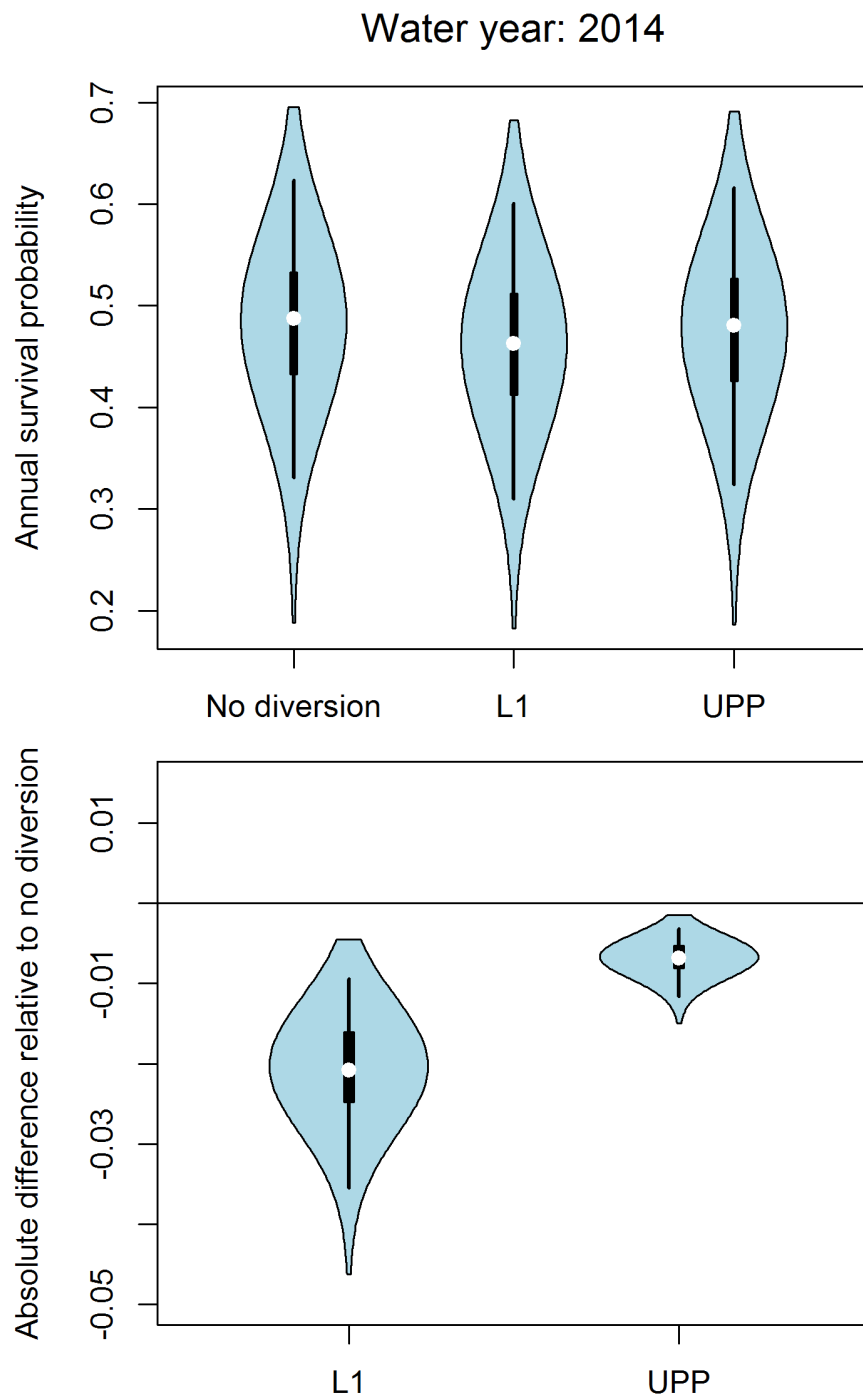 Water year: 2014
Annual survival probability
0.7
0.6
0.5
0.4
0.3
0.2
No diversion L1 UPP
Absolute difference relative to no diversion
0.01
-0.01
-0.03
-0.05
L1 UPP